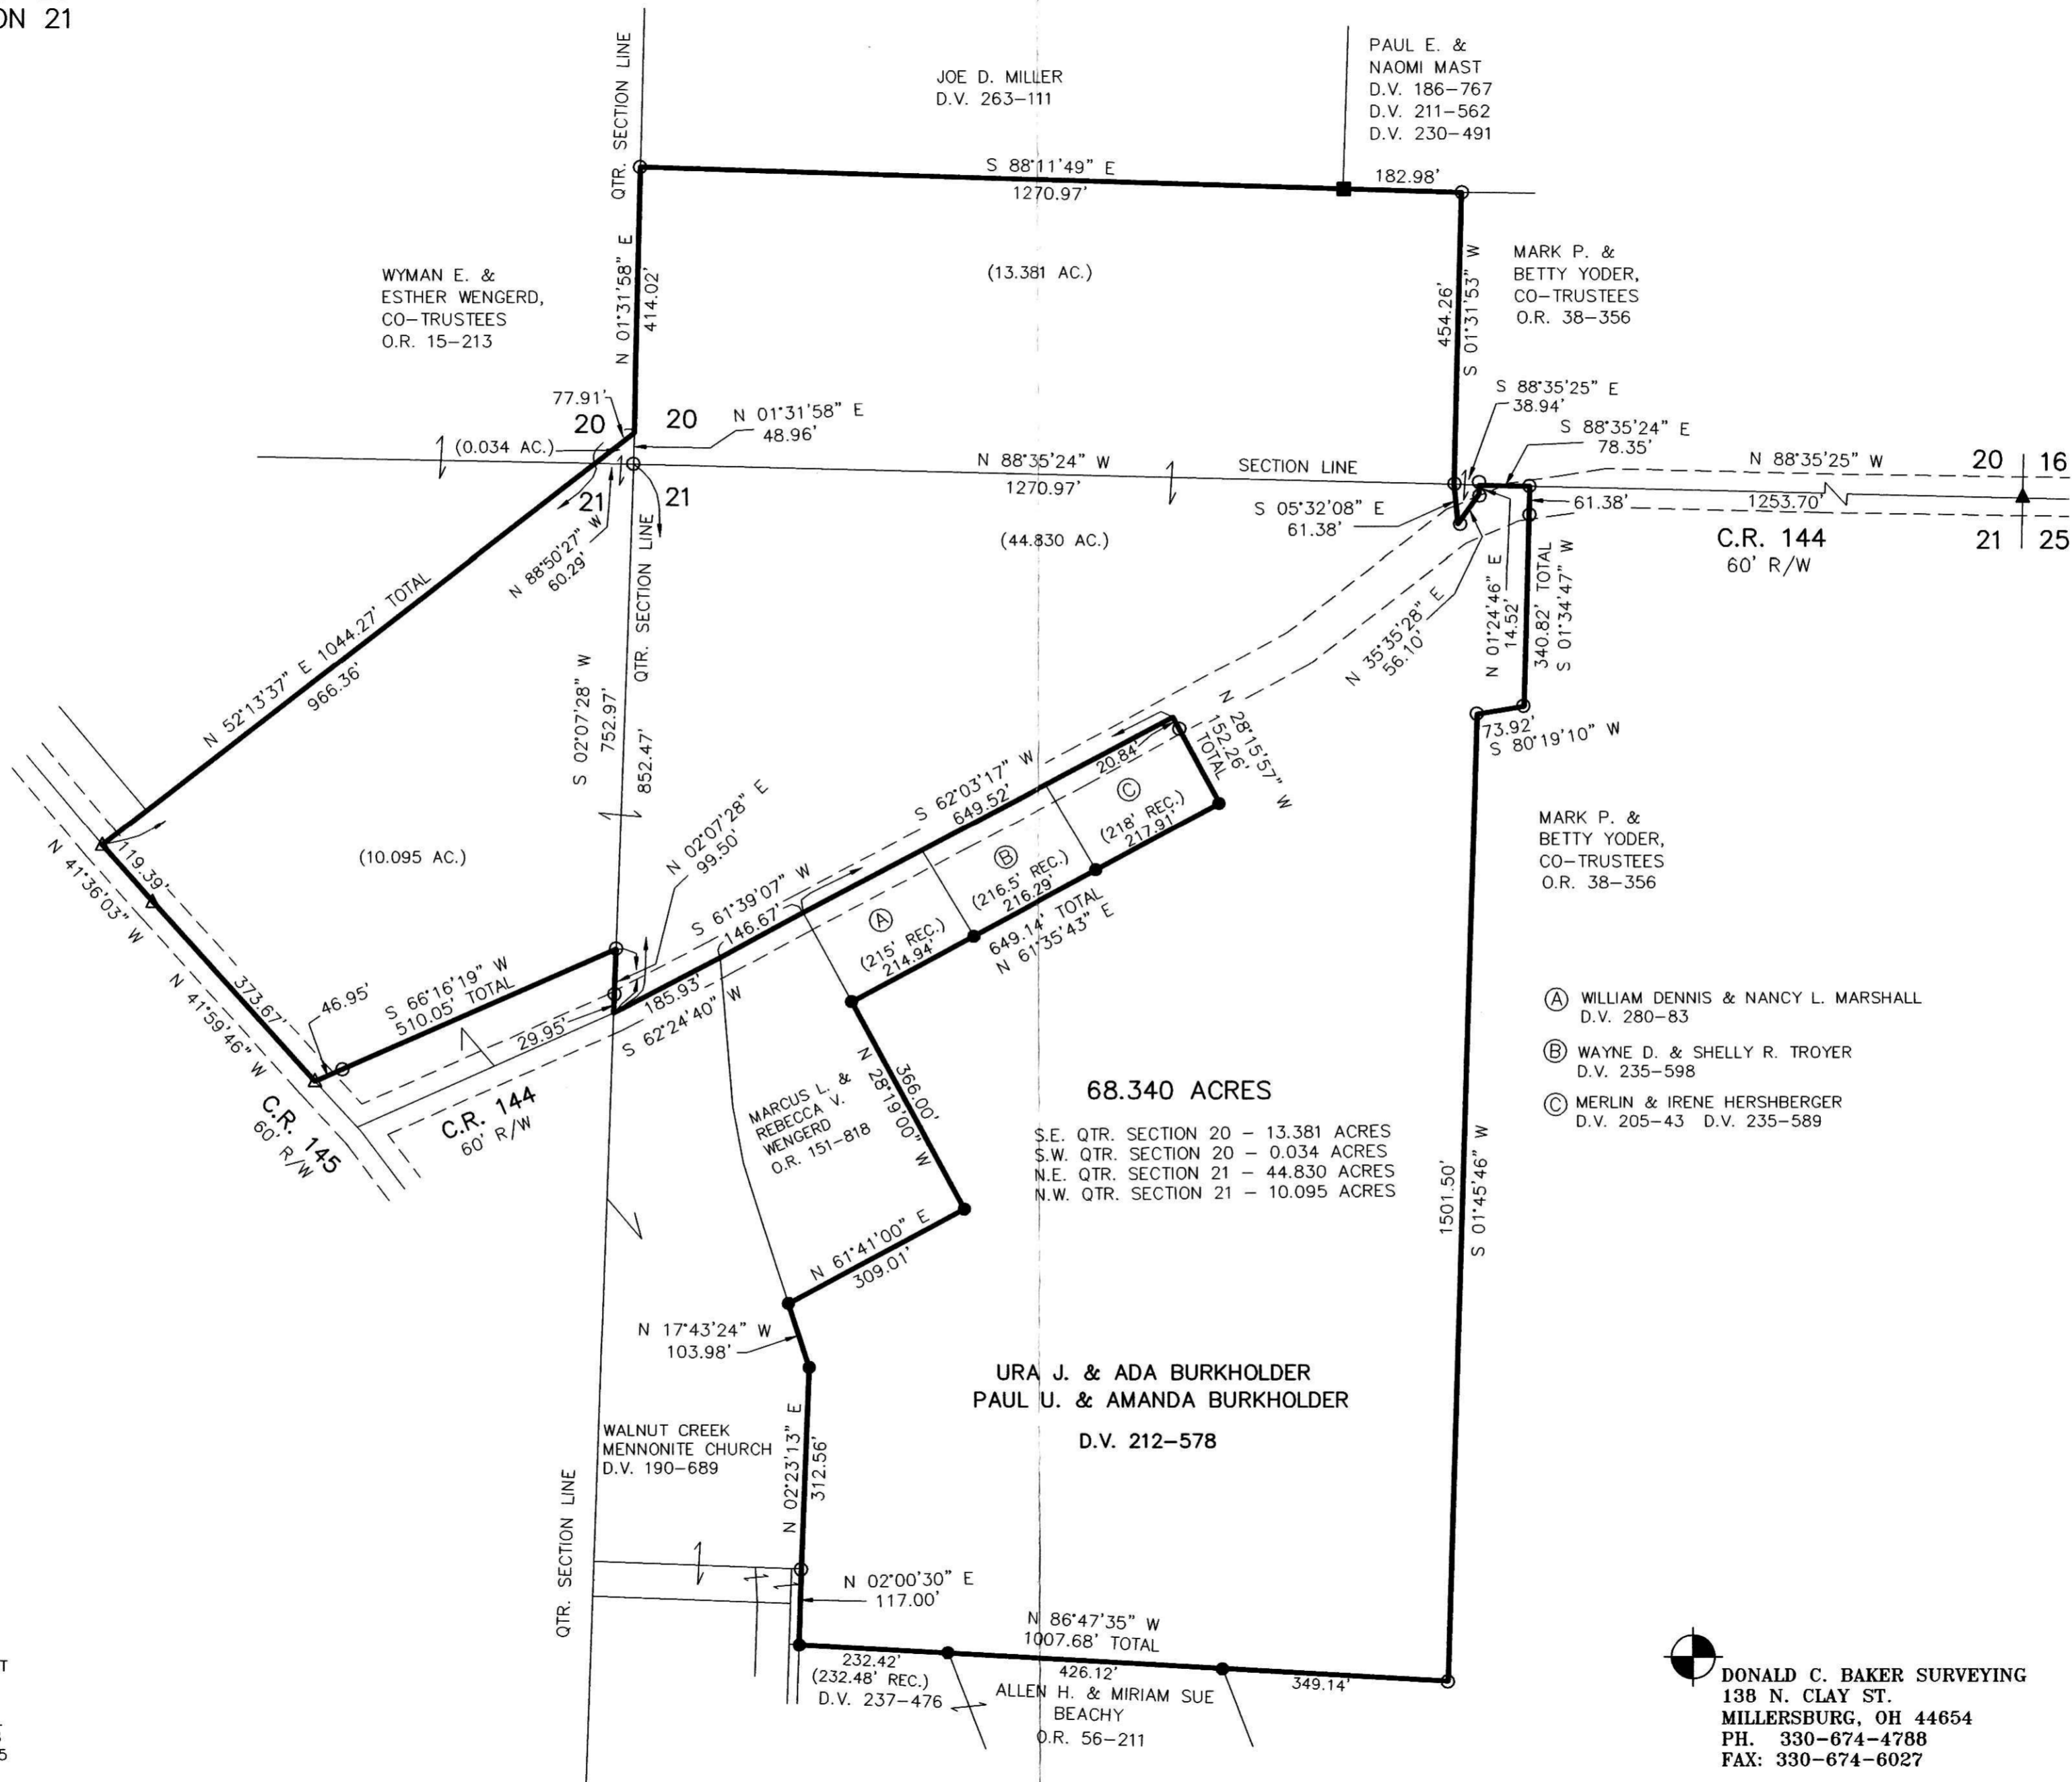 ON 21
QTR. SECTION LINE
JOE D. MILLER
D.V. 263-111
PAUL E. &
NAOMI MAST
D.V. 186-767
D.V. 211-562
D.V. 230-491
S 88°11'49" E
1270.97'
182.98'
WYMAN E. &
ESTHER WENGERD,
CO-TRUSTEES
O.R. 15-213
N 01°31'58" E
414.02'
(13.381 AC.)
454.26'
S 01°31'53" W
MARK P. &
BETTY YODER,
CO-TRUSTEES
O.R. 38-356
77.91'
20
20
N 01°31'58" E
48.96'
(0.034 AC.)
S 88°35'25" E
38.94'
S 88°35'24" E
78.35'
N 88°35'24" W
1270.97'
SECTION LINE
N 88°35'25" W
1253.70'
20
16
21
21
21
25
N 88°50'27" W
60.29'
QTR. SECTION LINE
(44.830 AC.)
S 05°32'08" E
61.38'
61.38'
C.R. 144
60' R/W
N 52°13'37" E 1044.27' TOTAL
966.36'
N 35°35'28" E
56.10'
N 01°24'46" E
14.52'
340.82' TOTAL
S 01°34'47" W
S 02°07'28" W
752.97'
852.47'
73.92'
S 80°19'10" W
N 28°15'57" W
152.26'
TOTAL
20.84'
S 62°03'17" W
649.52'
C
(218' REC.)
217.91'
B
(216.5' REC.)
216.29'
A
(215' REC.)
214.94'
649.14' TOTAL
N 61°35'43" E
N 02°07'28" E
99.50'
S 61°39'07" W
146.67'
(10.095 AC.)
119.39'
N 41°36'03" W
373.67'
N 41°59'46" W
46.95'
S 66°16'19" W
510.05' TOTAL
29.95'
185.93'
S 62°24'40" W
C.R. 145
60' R/W
C.R. 144
60' R/W
MARK P. &
BETTY YODER,
CO-TRUSTEES
O.R. 38-356
A WILLIAM DENNIS & NANCY L. MARSHALL
D.V. 280-83
B WAYNE D. & SHELLY R. TROYER
D.V. 235-598
C MERLIN & IRENE HERSHBERGER
D.V. 205-43 D.V. 235-589
MARCUS L. &
REBECCA V.
WENGERD
O.R. 151-818
366.00'
N 28°19'00" W
68.340 ACRES
S.E. QTR. SECTION 20 - 13.381 ACRES
S.W. QTR. SECTION 20 - 0.034 ACRES
N.E. QTR. SECTION 21 - 44.830 ACRES
N.W. QTR. SECTION 21 - 10.095 ACRES
1501.50'
S 01°45'46" W
N 61°41'00" E
309.01'
N 17°43'24" W
103.98'
URA J. & ADA BURKHOLDER
PAUL U. & AMANDA BURKHOLDER
D.V. 212-578
WALNUT CREEK
MENNONITE CHURCH
D.V. 190-689
N 02°23'13" E
312.56'
QTR. SECTION LINE
N 02°00'30" E
117.00'
N 86°47'35" W
1007.68' TOTAL
232.42'
(232.48' REC.)
D.V. 237-476
426.12'
349.14'
ALLEN H. & MIRIAM SUE
BEACHY
O.R. 56-211
T
5
DONALD C. BAKER SURVEYING
138 N. CLAY ST.
MILLERSBURG, OH 44654
PH. 330-674-4788
FAX: 330-674-6027